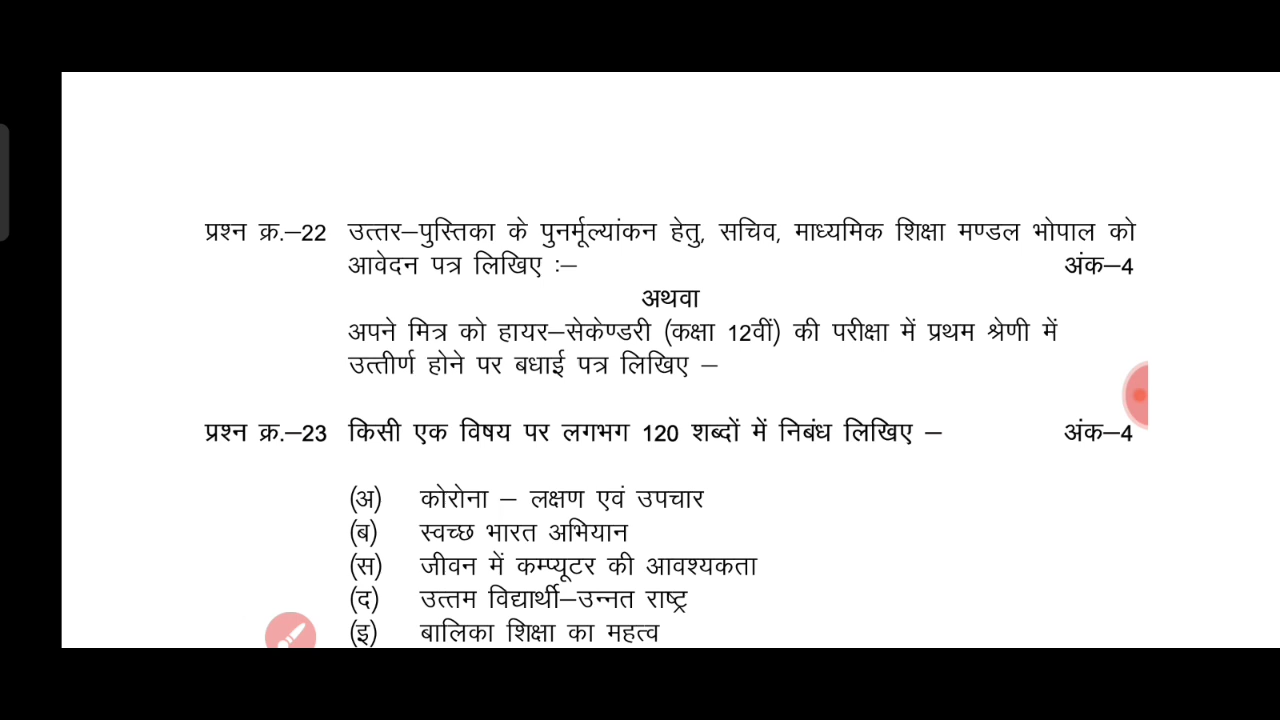 प्रश्न क्र.–22 उत्तर–पुस्तिका के पुनर्मूल्यांकन हेतु, सचिव, माध्यमिक शिक्षा मण्डल भोपाल को
आवेदन पत्र लिखिए :– अंक–4
अथवा
अपने मित्र को हायर–सेकेण्डरी (कक्षा 12वीं) की परीक्षा में प्रथम श्रेणी में
उत्तीर्ण होने पर बधाई पत्र लिखिए –
प्रश्न क्र.–23 किसी एक विषय पर लगभग 120 शब्दों में निबंध लिखिए – अंक–4
(अ) कोरोना – लक्षण एवं उपचार
(ब) स्वच्छ भारत अभियान
(स) जीवन में कम्प्यूटर की आवश्यकता
(द) उत्तम विद्यार्थी–उन्नत राष्ट्र
(इ) बालिका शिक्षा का महत्व